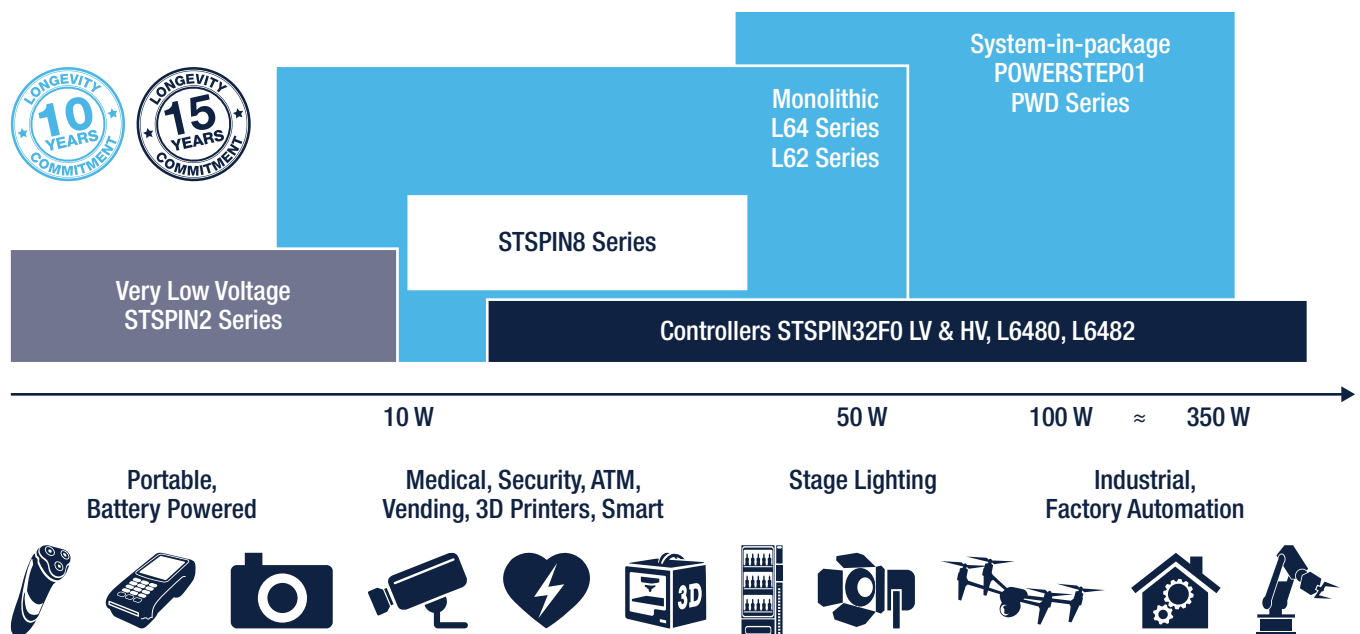 LONGEVITY
10
YEARS
COMMITMENT
LONGEVITY
15
YEARS
COMMITMENT
System-in-package
POWERSTEP01
PWD Series
Monolithic
L64 Series
L62 Series
STSPIN8 Series
Very Low Voltage
STSPIN2 Series
Controllers STSPIN32F0 LV & HV, L6480, L6482
10 W
50 W
100 W
≈
350 W
Portable,
Battery Powered
Medical, Security, ATM,
Vending, 3D Printers, Smart
Stage Lighting
Industrial,
Factory Automation
3D